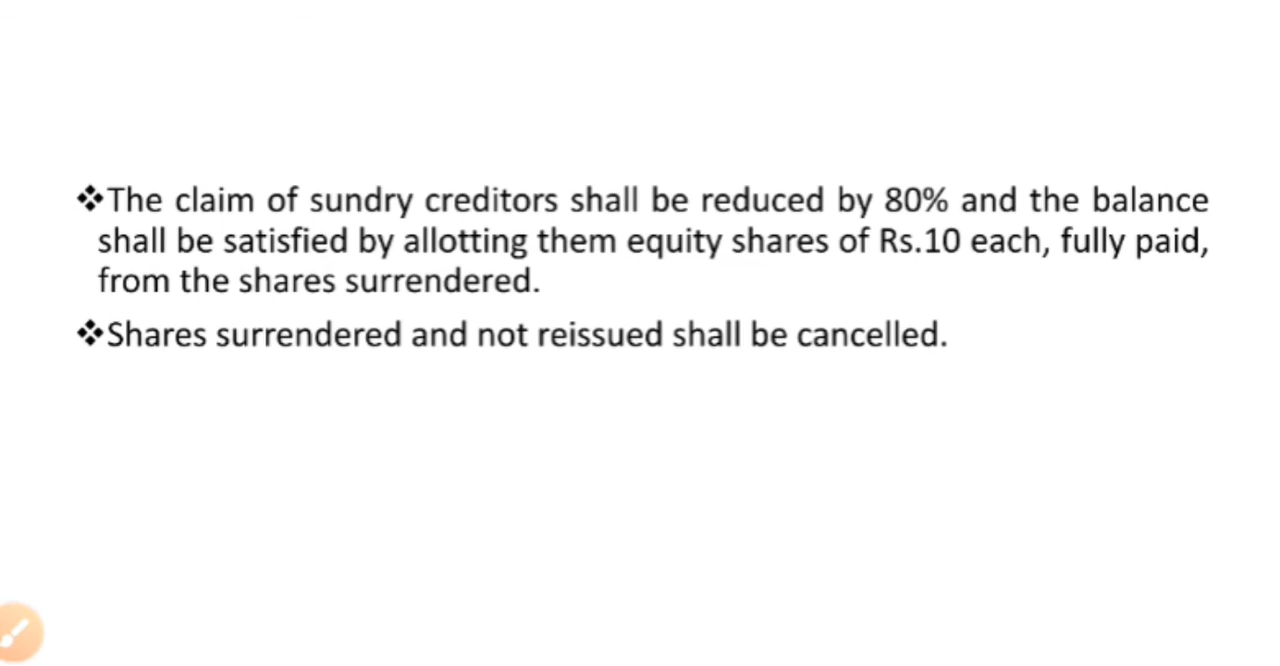 ❖The claim of sundry creditors shall be reduced by 80% and the balance
shall be satisfied by allotting them equity shares of Rs.10 each, fully paid,
from the shares surrendered.
❖Shares surrendered and not reissued shall be cancelled.